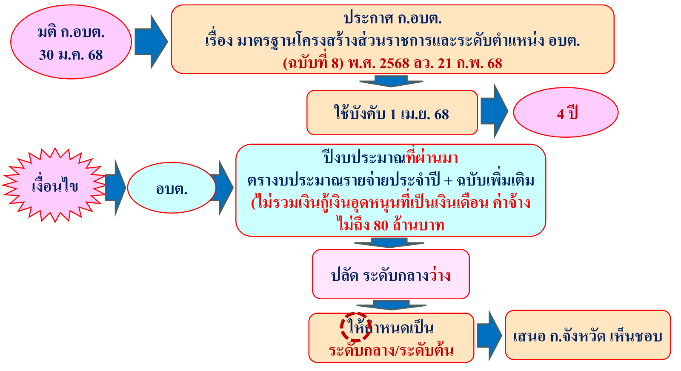 มติ ก.อบต.
30 ม.ค. 68
ประกาศ ก.อบต.
เรื่อง มาตรฐานโครงสร้างส่วนราชการและระดับตำแหน่ง อบต.
(ฉบับที่ 8) พ.ศ. 2568 ลว. 21 ก.พ. 68
ใช้บังคับ 1 เม.ย. 68
4 ปี
เงื่อนไข
อบต.
ปีงบประมาณที่ผ่านมา
ตรางบประมาณรายจ่ายประจำปี + ฉบับเพิ่มเติม
(ไม่รวมเงินกู้เงินอุดหนุนที่เป็นเงินเดือน ค่าจ้าง
ไม่ถึง 80 ล้านบาท
ปลัด ระดับกลางว่าง
ให้กำหนดเป็น
ระดับกลาง/ระดับต้น
เสนอ ก.จังหวัด เห็นชอบ